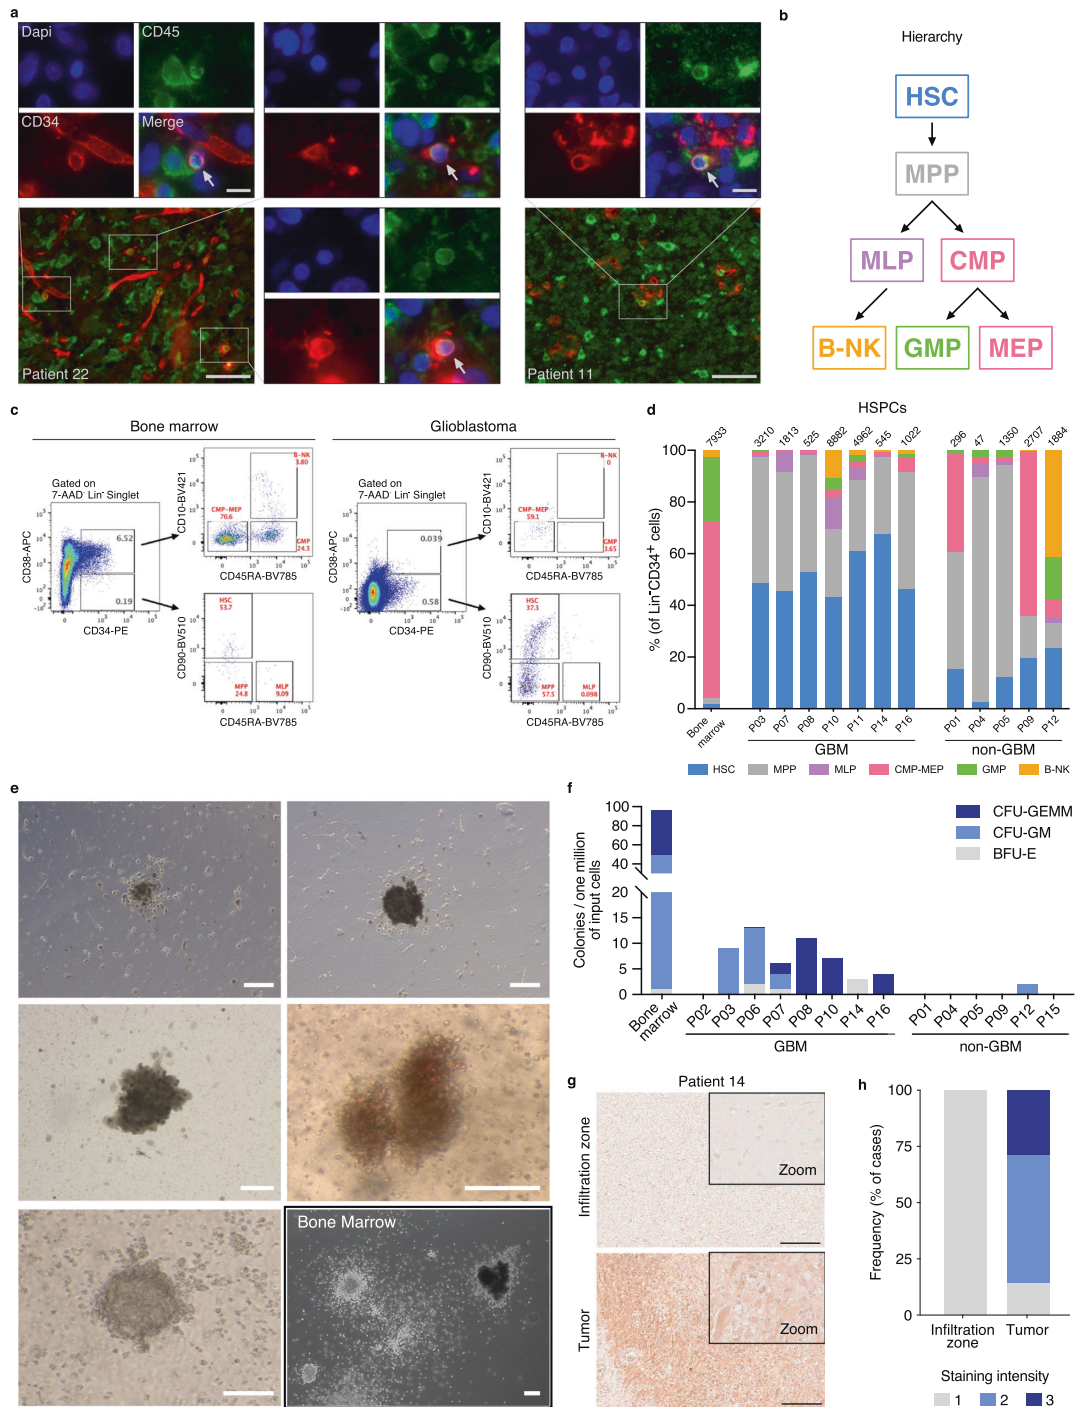 a
Dapi
CD45
CD34
Merge
Patient 22
Patient 11
b
Hierarchy
HSC
MPP
MLP
CMP
B-NK
GMP
MEP
c
Bone marrow
Glioblastoma
Gated on
7-AAD⁻ Lin⁻ Singlet
CD38-APC
6.52
0.19
CD34-PE
CD10-BV421
B-NK
3.80
CMP-MEP
70.6
GMP
24.3
CD45RA-BV785
CD90-BV510
HSC
53.7
MPP
24.8
MLP
9.09
CD45RA-BV785
Gated on
7-AAD⁻ Lin⁻ Singlet
CD38-APC
0.039
0.58
CD34-PE
CD10-BV421
B-NK
0
CMP-MEP
59.1
GMP
3.65
CD45RA-BV785
CD90-BV510
HSC
37.3
MPP
57.5
MLP
0.098
CD45RA-BV785
d
HSPCs
7933 3210 1813 525 8882 4962 545 1022 296 47 1350 2707 1884
% (of Lin⁻CD34⁺ cells)
100
80
60
40
20
0
Bone marrow P03 P07 P08 P10 P11 P14 P16 P01 P04 P05 P09 P12
GBM non-GBM
HSC MPP MLP CMP-MEP GMP B-NK
e
Bone Marrow
f
Colonies / one million
of input cells
100
80
60
40
20
15
10
5
0
CFU-GEMM
CFU-GM
BFU-E
Bone marrow P02 P03 P06 P07 P08 P10 P14 P16 P01 P04 P05 P09 P12 P15
GBM non-GBM
g
Patient 14
Infiltration zone
Zoom
Tumor
Zoom
h
Frequency (% of cases)
100
75
50
25
0
Infiltration
zone
Tumor
Staining intensity
1 2 3